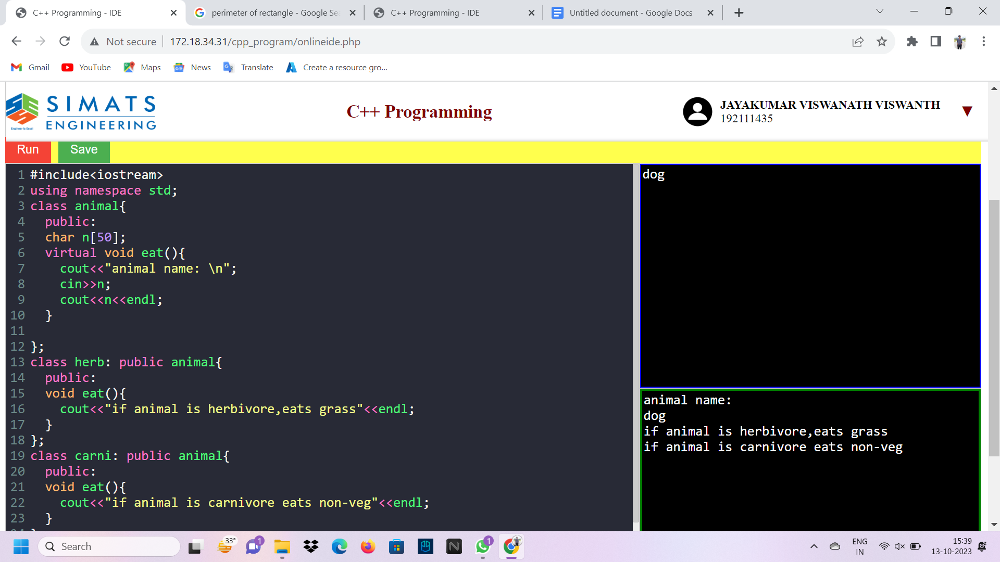 C++ Programming - IDE
perimeter of rectangle - Google Sea
C++ Programming - IDE
Untitled document - Google Docs
Not secure
172.18.34.31/cpp_program/onlineide.php
Gmail
YouTube
Maps
News
Translate
Create a resource gro...
SIMATS
ENGINEERING
Engineer to Excel
C++ Programming
JAYAKUMAR VISWANATH VISWANTH
192111435
Run
Save
1 #include<iostream>
2 using namespace std;
3 class animal{
4 public:
5 char n[50];
6 virtual void eat(){
7 cout<<"animal name: \n";
8 cin>>n;
9 cout<<n<<endl;
10 }
11
12 };
13 class herb: public animal{
14 public:
15 void eat(){
16 cout<<"if animal is herbivore,eats grass"<<endl;
17 }
18 };
19 class carni: public animal{
20 public:
21 void eat(){
22 cout<<"if animal is carnivore eats non-veg"<<endl;
23 }
dog
animal name:
dog
if animal is herbivore,eats grass
if animal is carnivore eats non-veg
Search
33°
1
1
ENG
IN
15:39
13-10-2023